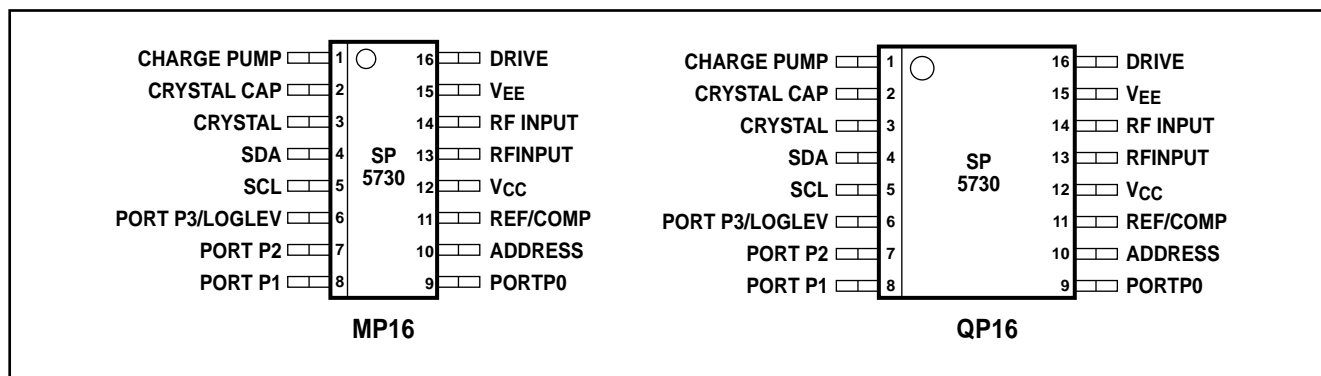 CHARGE PUMP 1 16 DRIVE
CRYSTAL CAP 2 15 VEE
CRYSTAL 3 14 RF INPUT
SDA 4 13 RFINPUT
SCL 5 12 VCC
PORT P3/LOGLEV 6 11 REF/COMP
PORT P2 7 10 ADDRESS
PORT P1 8 9 PORTP0
SP
5730
MP16
CHARGE PUMP 1 16 DRIVE
CRYSTAL CAP 2 15 VEE
CRYSTAL 3 14 RF INPUT
SDA 4 13 RFINPUT
SCL 5 12 VCC
PORT P3/LOGLEV 6 11 REF/COMP
PORT P2 7 10 ADDRESS
PORT P1 8 9 PORTP0
SP
5730
QP16